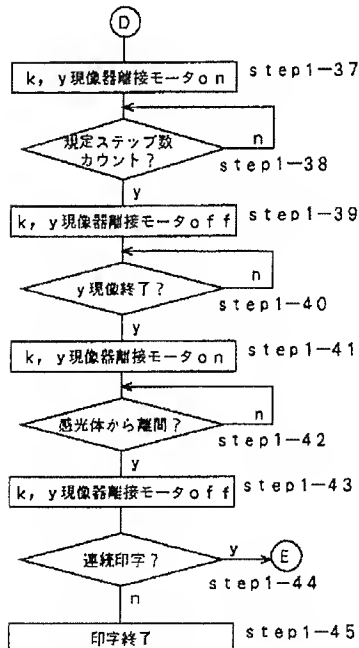 D
k, y現像器離接モータon step1-37
n
規定ステップ数
カウント?
step1-38
y
k, y現像器離接モータoff step1-39
n
y現像終了?
step1-40
y
k, y現像器離接モータon step1-41
n
感光体から離間?
step1-42
y
k, y現像器離接モータoff step1-43
連続印字? y E
step1-44
n
印字終了 step1-45